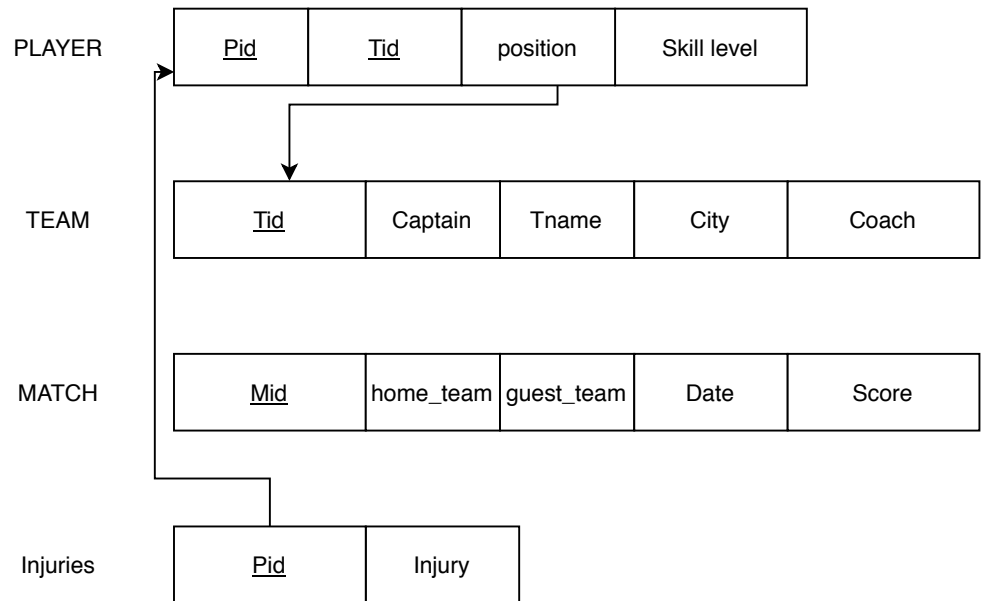 PLAYER Pid Tid position Skill level
TEAM Tid Captain Tname City Coach
MATCH Mid home_team guest_team Date Score
Injuries Pid Injury